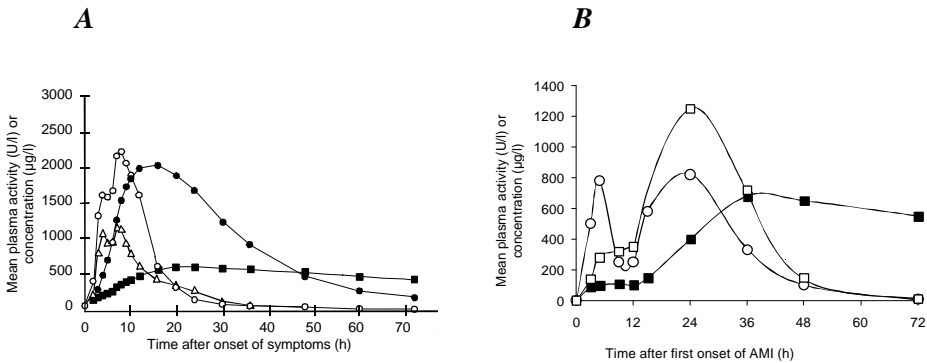 A
B
Mean plasma activity (U/l) or
concentration (µg/l)
3000
2500
2000
1500
1000
500
0
0 10 20 30 40 50 60 70
Time after onset of symptoms (h)
Mean plasma activity (U/l) or
concentration (µg/l)
1400
1200
1000
800
600
400
200
0
0 12 24 36 48 60 72
Time after first onset of AMI (h)